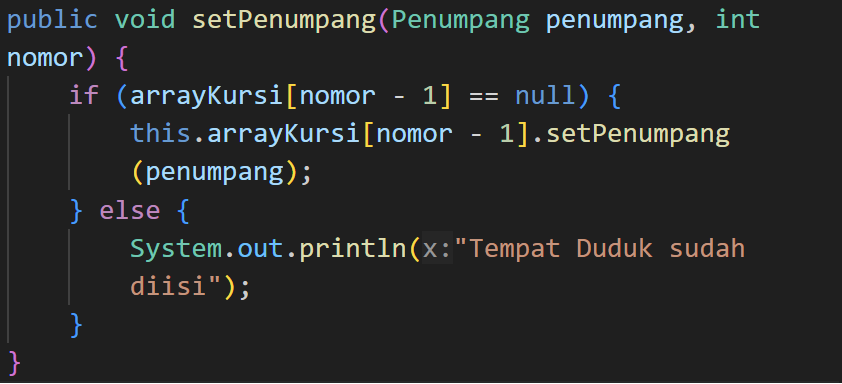 public void setPenumpang(Penumpang penumpang, int
nomor) {
    if (arrayKursi[nomor - 1] == null) {
        this.arrayKursi[nomor - 1].setPenumpang
        (penumpang);
    } else {
        System.out.println(x:"Tempat Duduk sudah
        diisi");
    }
}